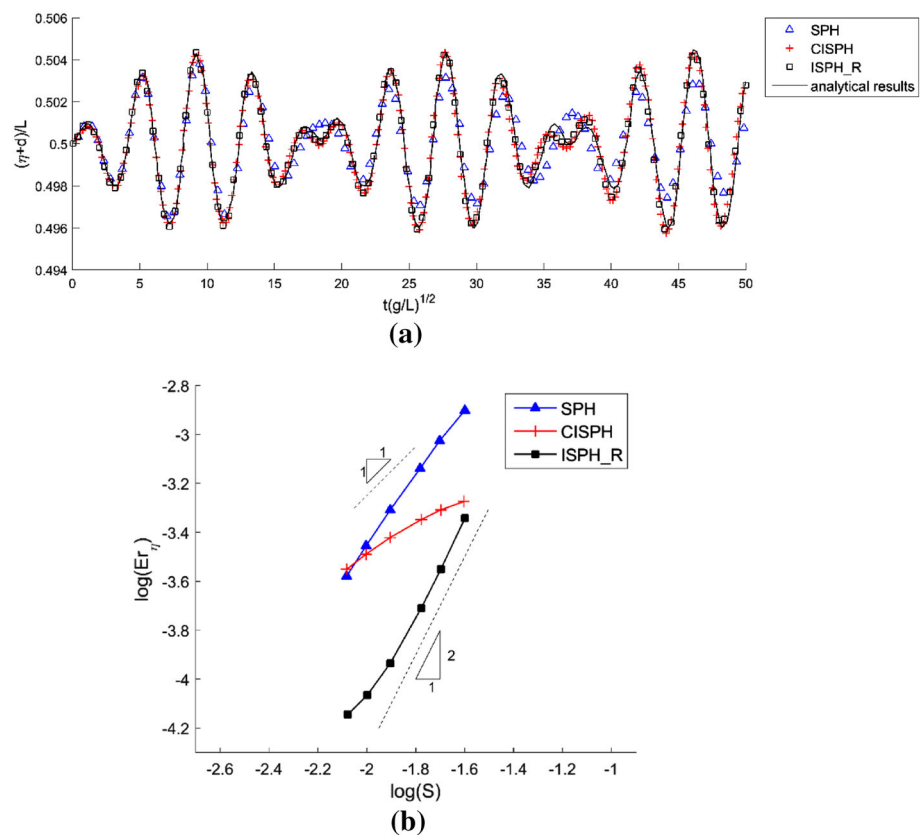 0.506
0.504
0.502
0.5
0.498
0.496
0.494
(η+d)/L
0 5 10 15 20 25 30 35 40 45 50
t(g/L)^1/2
SPH
CISPH
ISPH_R
analytical results
(a)
-2.8
-3
-3.2
-3.4
-3.6
-3.8
-4
-4.2
log(Er_η)
SPH
CISPH
ISPH_R
1
1
2
1
-2.6 -2.4 -2.2 -2 -1.8 -1.6 -1.4 -1.2 -1
log(S)
(b)